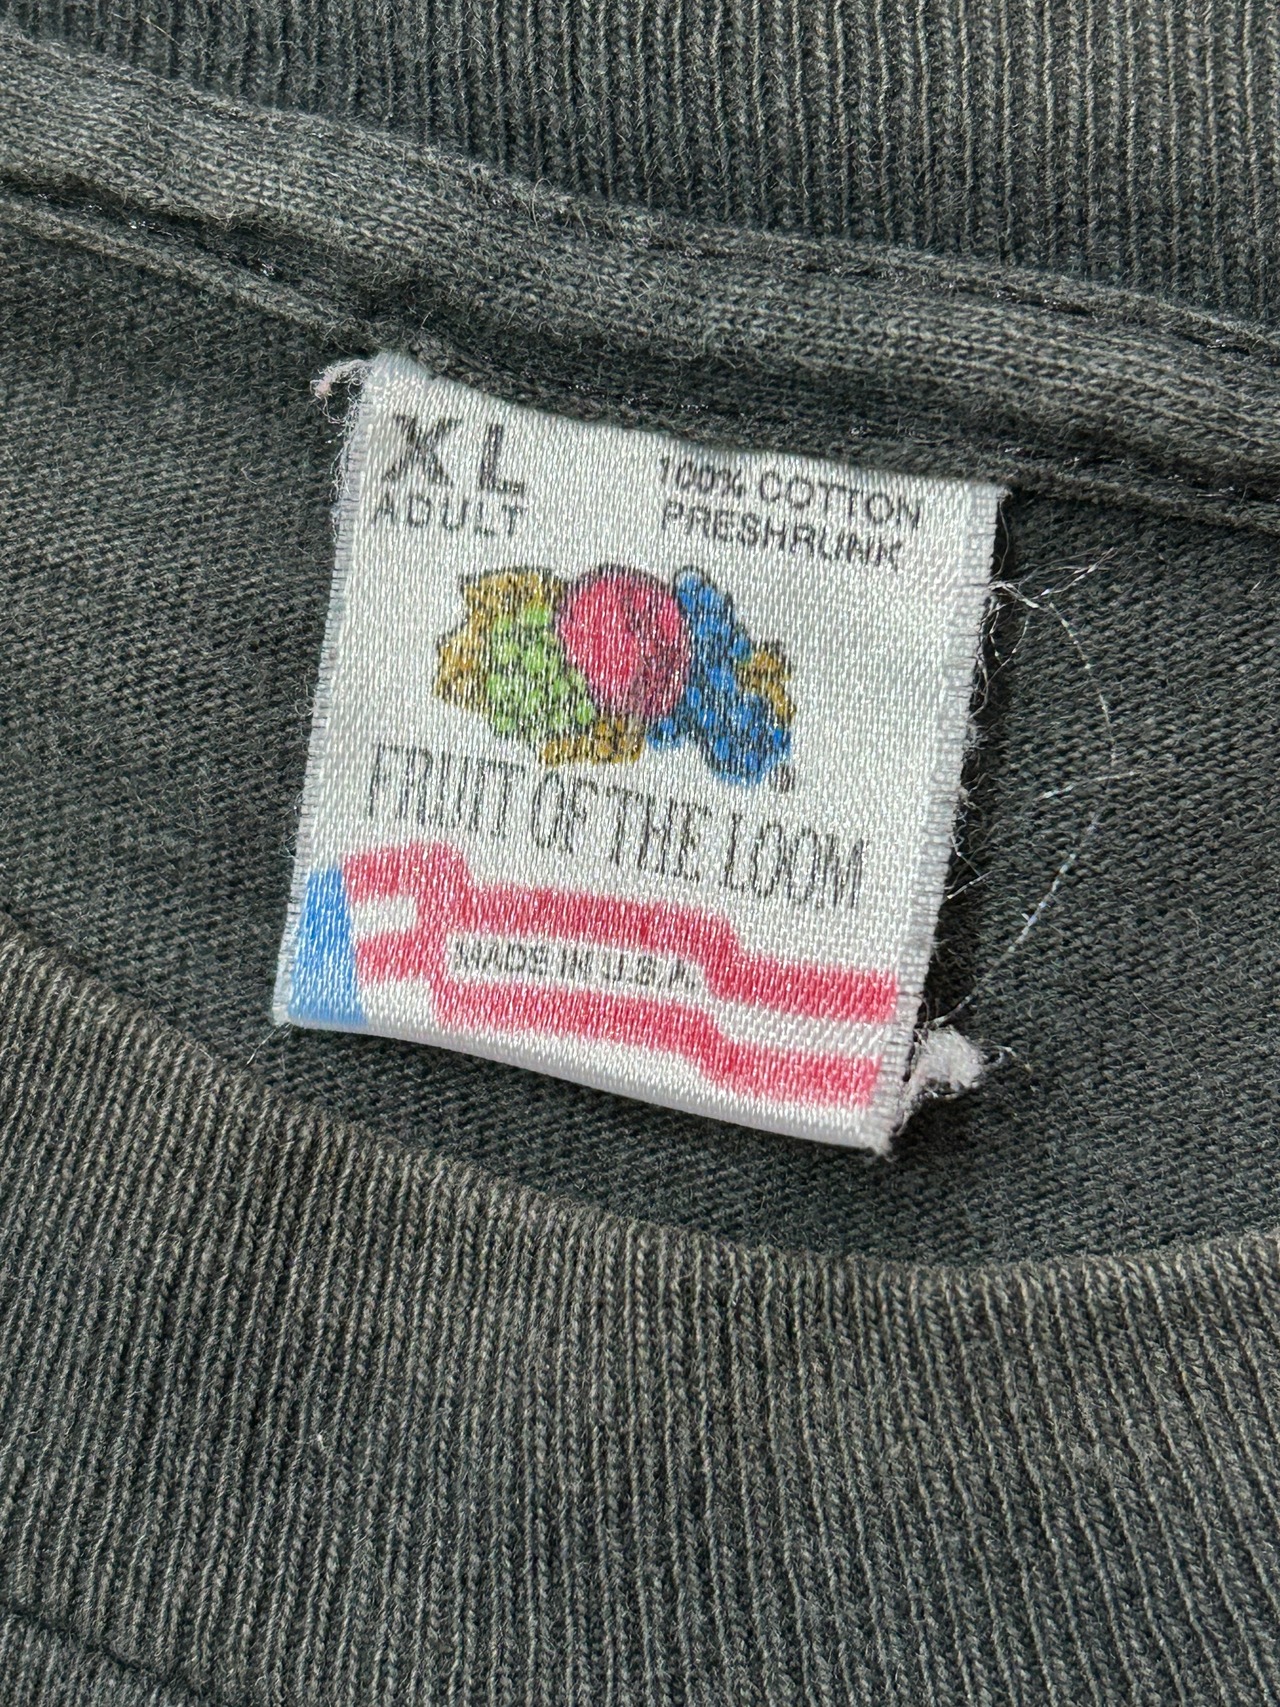 XL
ADULT
100% COTTON
PRESHRUNK
®
FRUIT OF THE LOOM
MADE IN U.S.A.